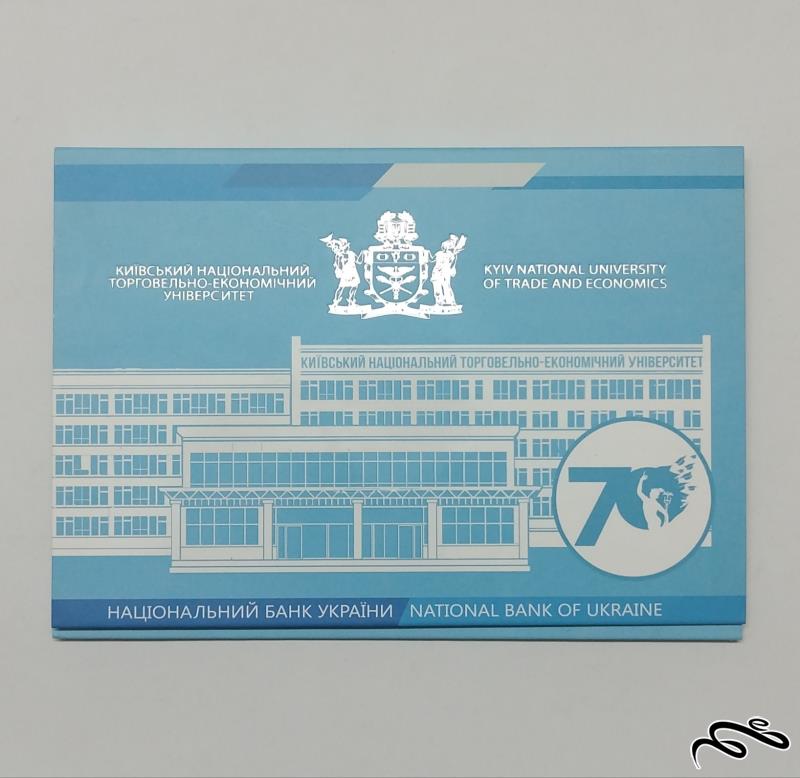 КИЇВСЬКИЙ НАЦІОНАЛЬНИЙ
ТОРГОВЕЛЬНО-ЕКОНОМІЧНИЙ
УНІВЕРСИТЕТ
KYIV NATIONAL UNIVERSITY
OF TRADE AND ECONOMICS
КИЇВСЬКИЙ НАЦІОНАЛЬНИЙ ТОРГОВЕЛЬНО-ЕКОНОМІЧНИЙ УНІВЕРСИТЕТ
70
НАЦІОНАЛЬНИЙ БАНК УКРАЇНИ NATIONAL BANK OF UKRAINE